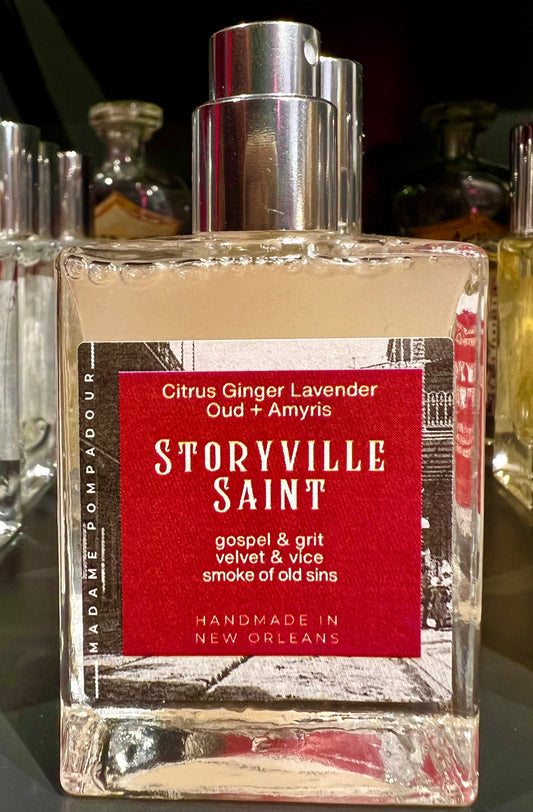 Citrus Ginger Lavender
Oud + Amyris
STORYVILLE
SAINT
gospel & grit
velvet & vice
smoke of old sins
HANDMADE IN
NEW ORLEANS
MADAME POMPADOUR